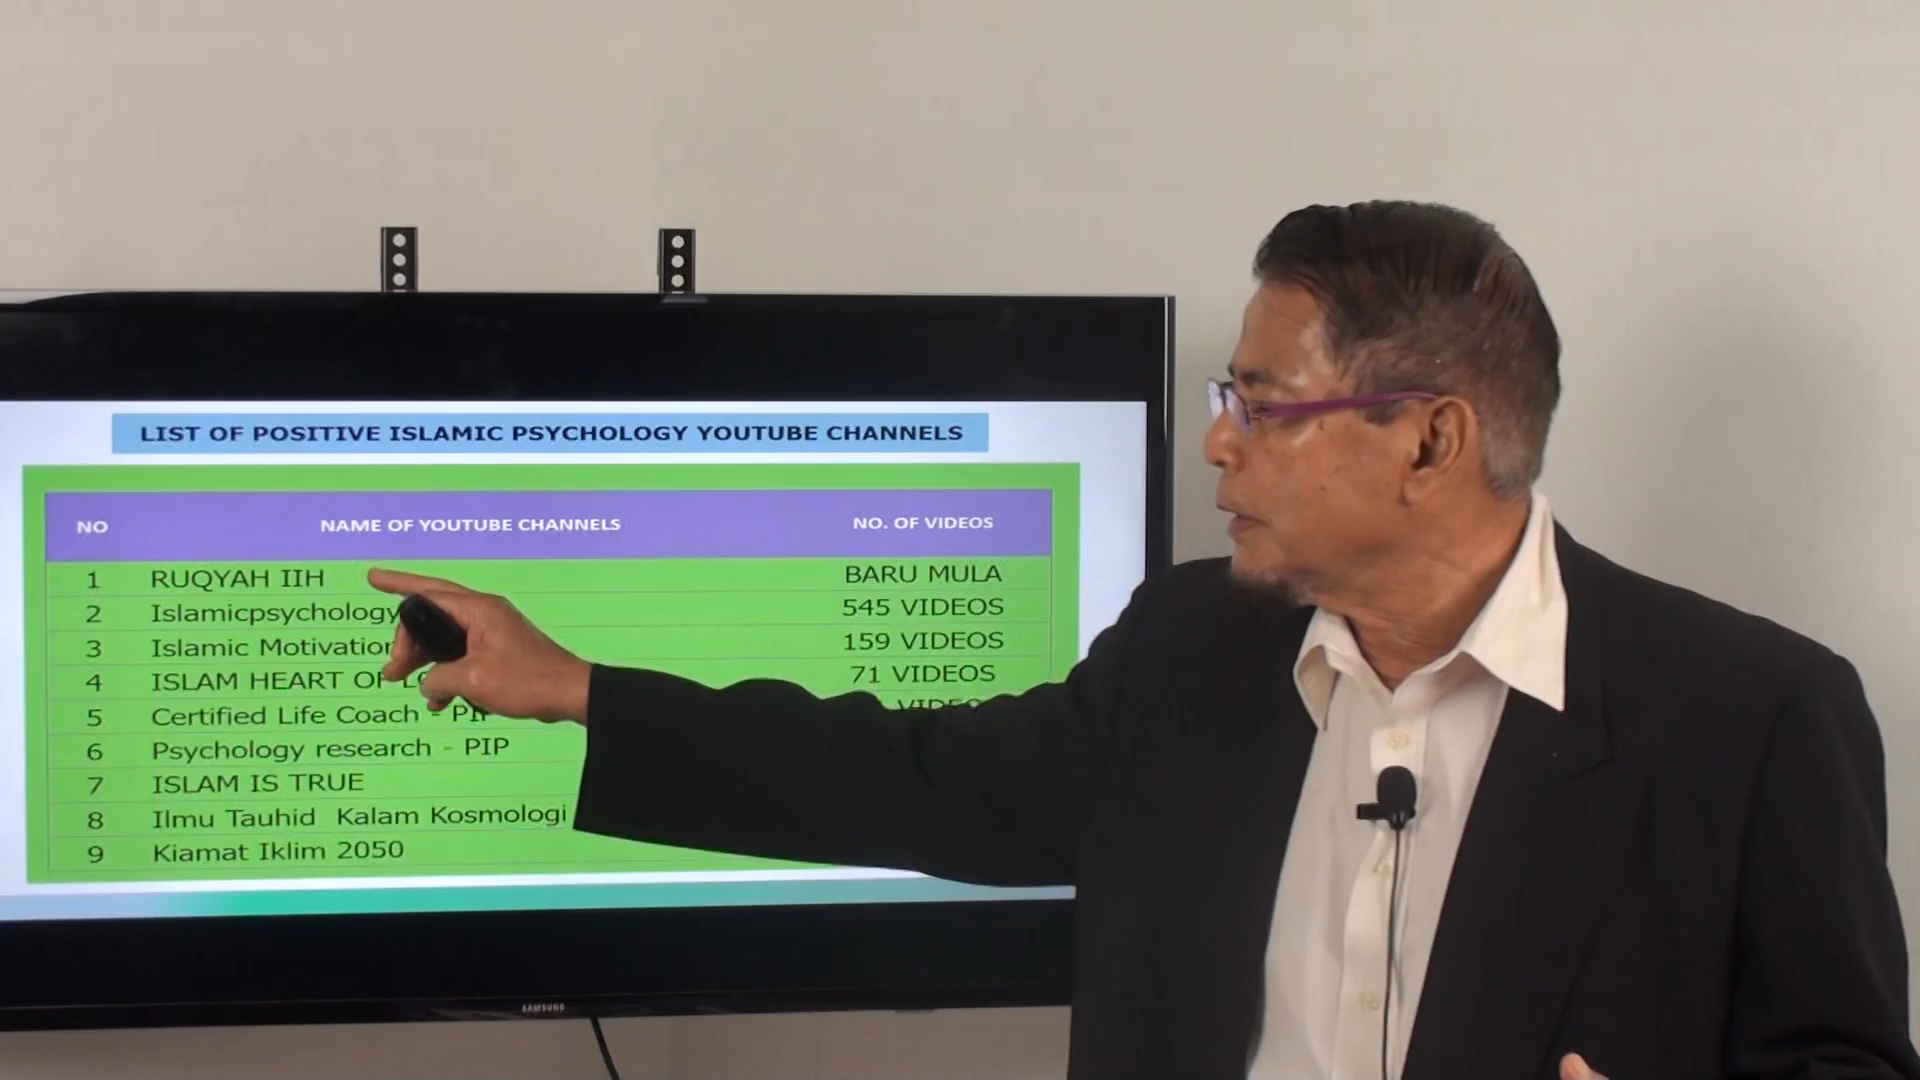 LIST OF POSITIVE ISLAMIC PSYCHOLOGY YOUTUBE CHANNELS
NO NAME OF YOUTUBE CHANNELS NO. OF VIDEOS
1 RUQYAH IIH BARU MULA
2 Islamicpsychology 545 VIDEOS
3 Islamic Motivation 159 VIDEOS
4 ISLAM HEART OF 71 VIDEOS
5 Certified Life Coach - PIP VIDEOS
6 Psychology research - PIP
7 ISLAM IS TRUE
8 Ilmu Tauhid Kalam Kosmologi
9 Kiamat Iklim 2050
SAMSUNG